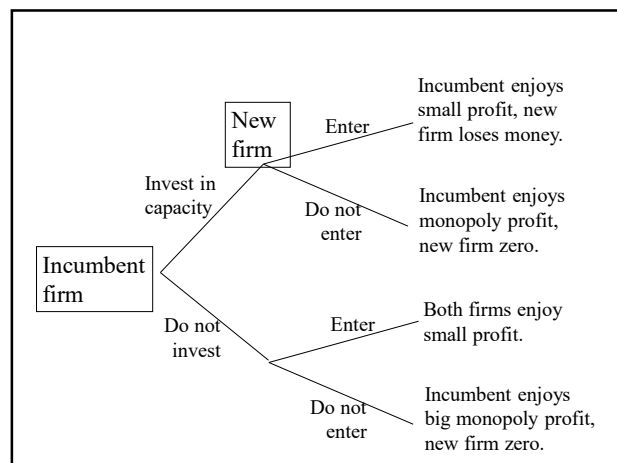 Incumbent enjoys
small profit, new
firm loses money.
New
firm
Enter
Invest in
capacity
Do not
enter
Incumbent enjoys
monopoly profit,
new firm zero.
Incumbent
firm
Do not
invest
Enter
Both firms enjoy
small profit.
Do not
enter
Incumbent enjoys
big monopoly profit,
new firm zero.